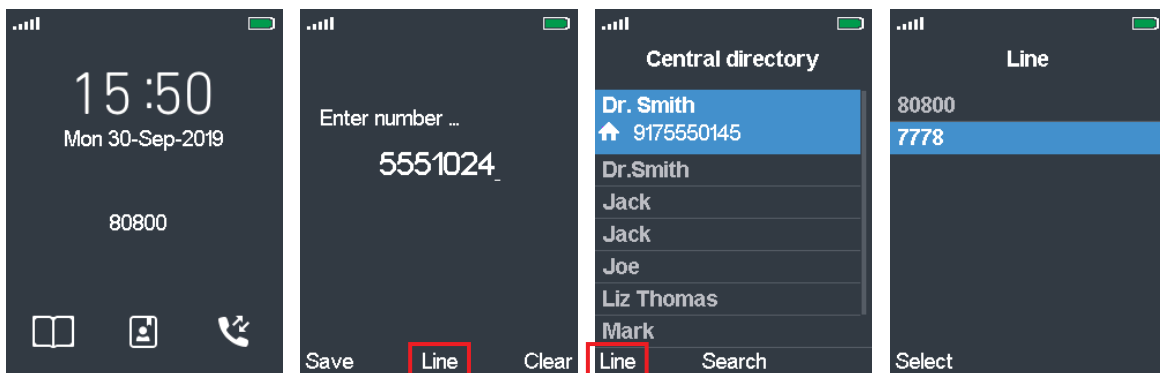 15:50
Mon 30-Sep-2019
80800
Enter number ...
5551024_
Save Line Clear
Central directory
Dr. Smith
9175550145
Dr.Smith
Jack
Jack
Joe
Liz Thomas
Mark
Line Search
Line
80800
7778
Select